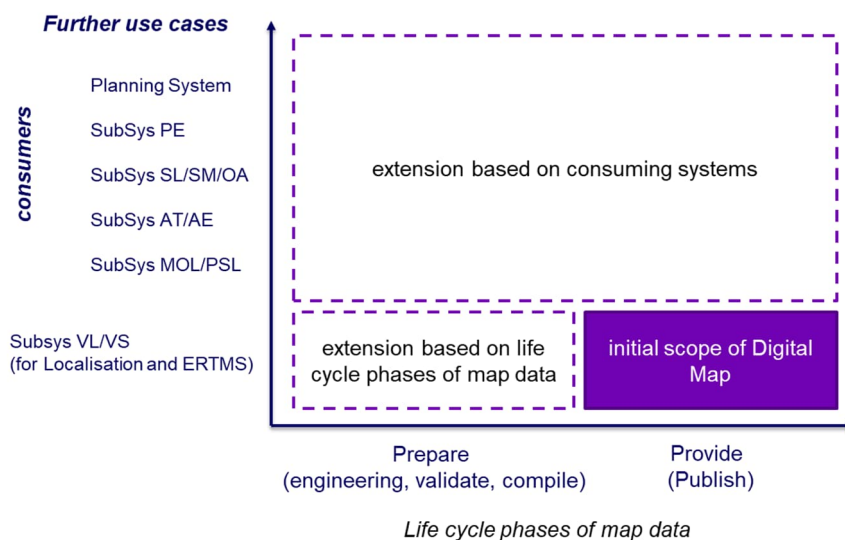 Further use cases
consumers
Planning System
SubSys PE
SubSys SL/SM/OA
SubSys AT/AE
SubSys MOL/PSL
Subsys VL/VS
(for Localisation and ERTMS)
extension based on consuming systems
extension based on life
cycle phases of map data
initial scope of Digital
Map
Prepare
(engineering, validate, compile)
Provide
(Publish)
Life cycle phases of map data